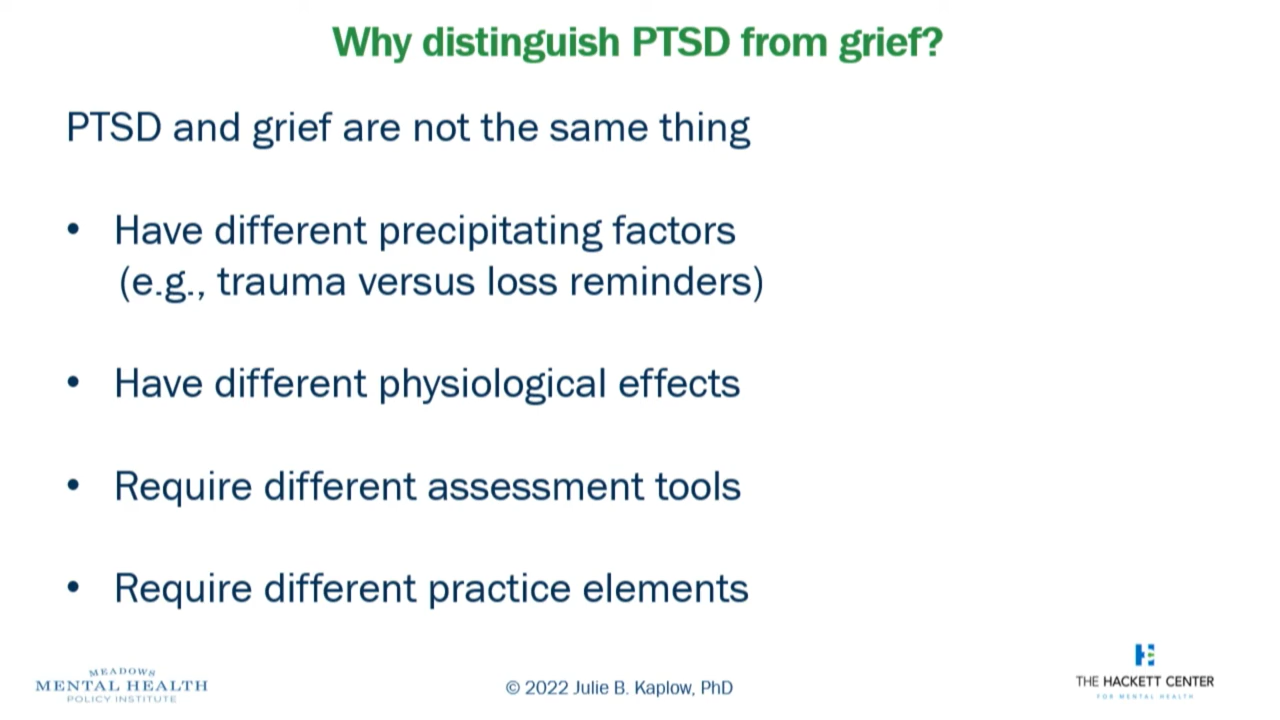 Why distinguish PTSD from grief?
PTSD and grief are not the same thing
• Have different precipitating factors
(e.g., trauma versus loss reminders)
• Have different physiological effects
• Require different assessment tools
• Require different practice elements
MEADOWS
MENTAL HEALTH
POLICY INSTITUTE
© 2022 Julie B. Kaplow, PhD
THE HACKETT CENTER
FOR MENTAL HEALTH